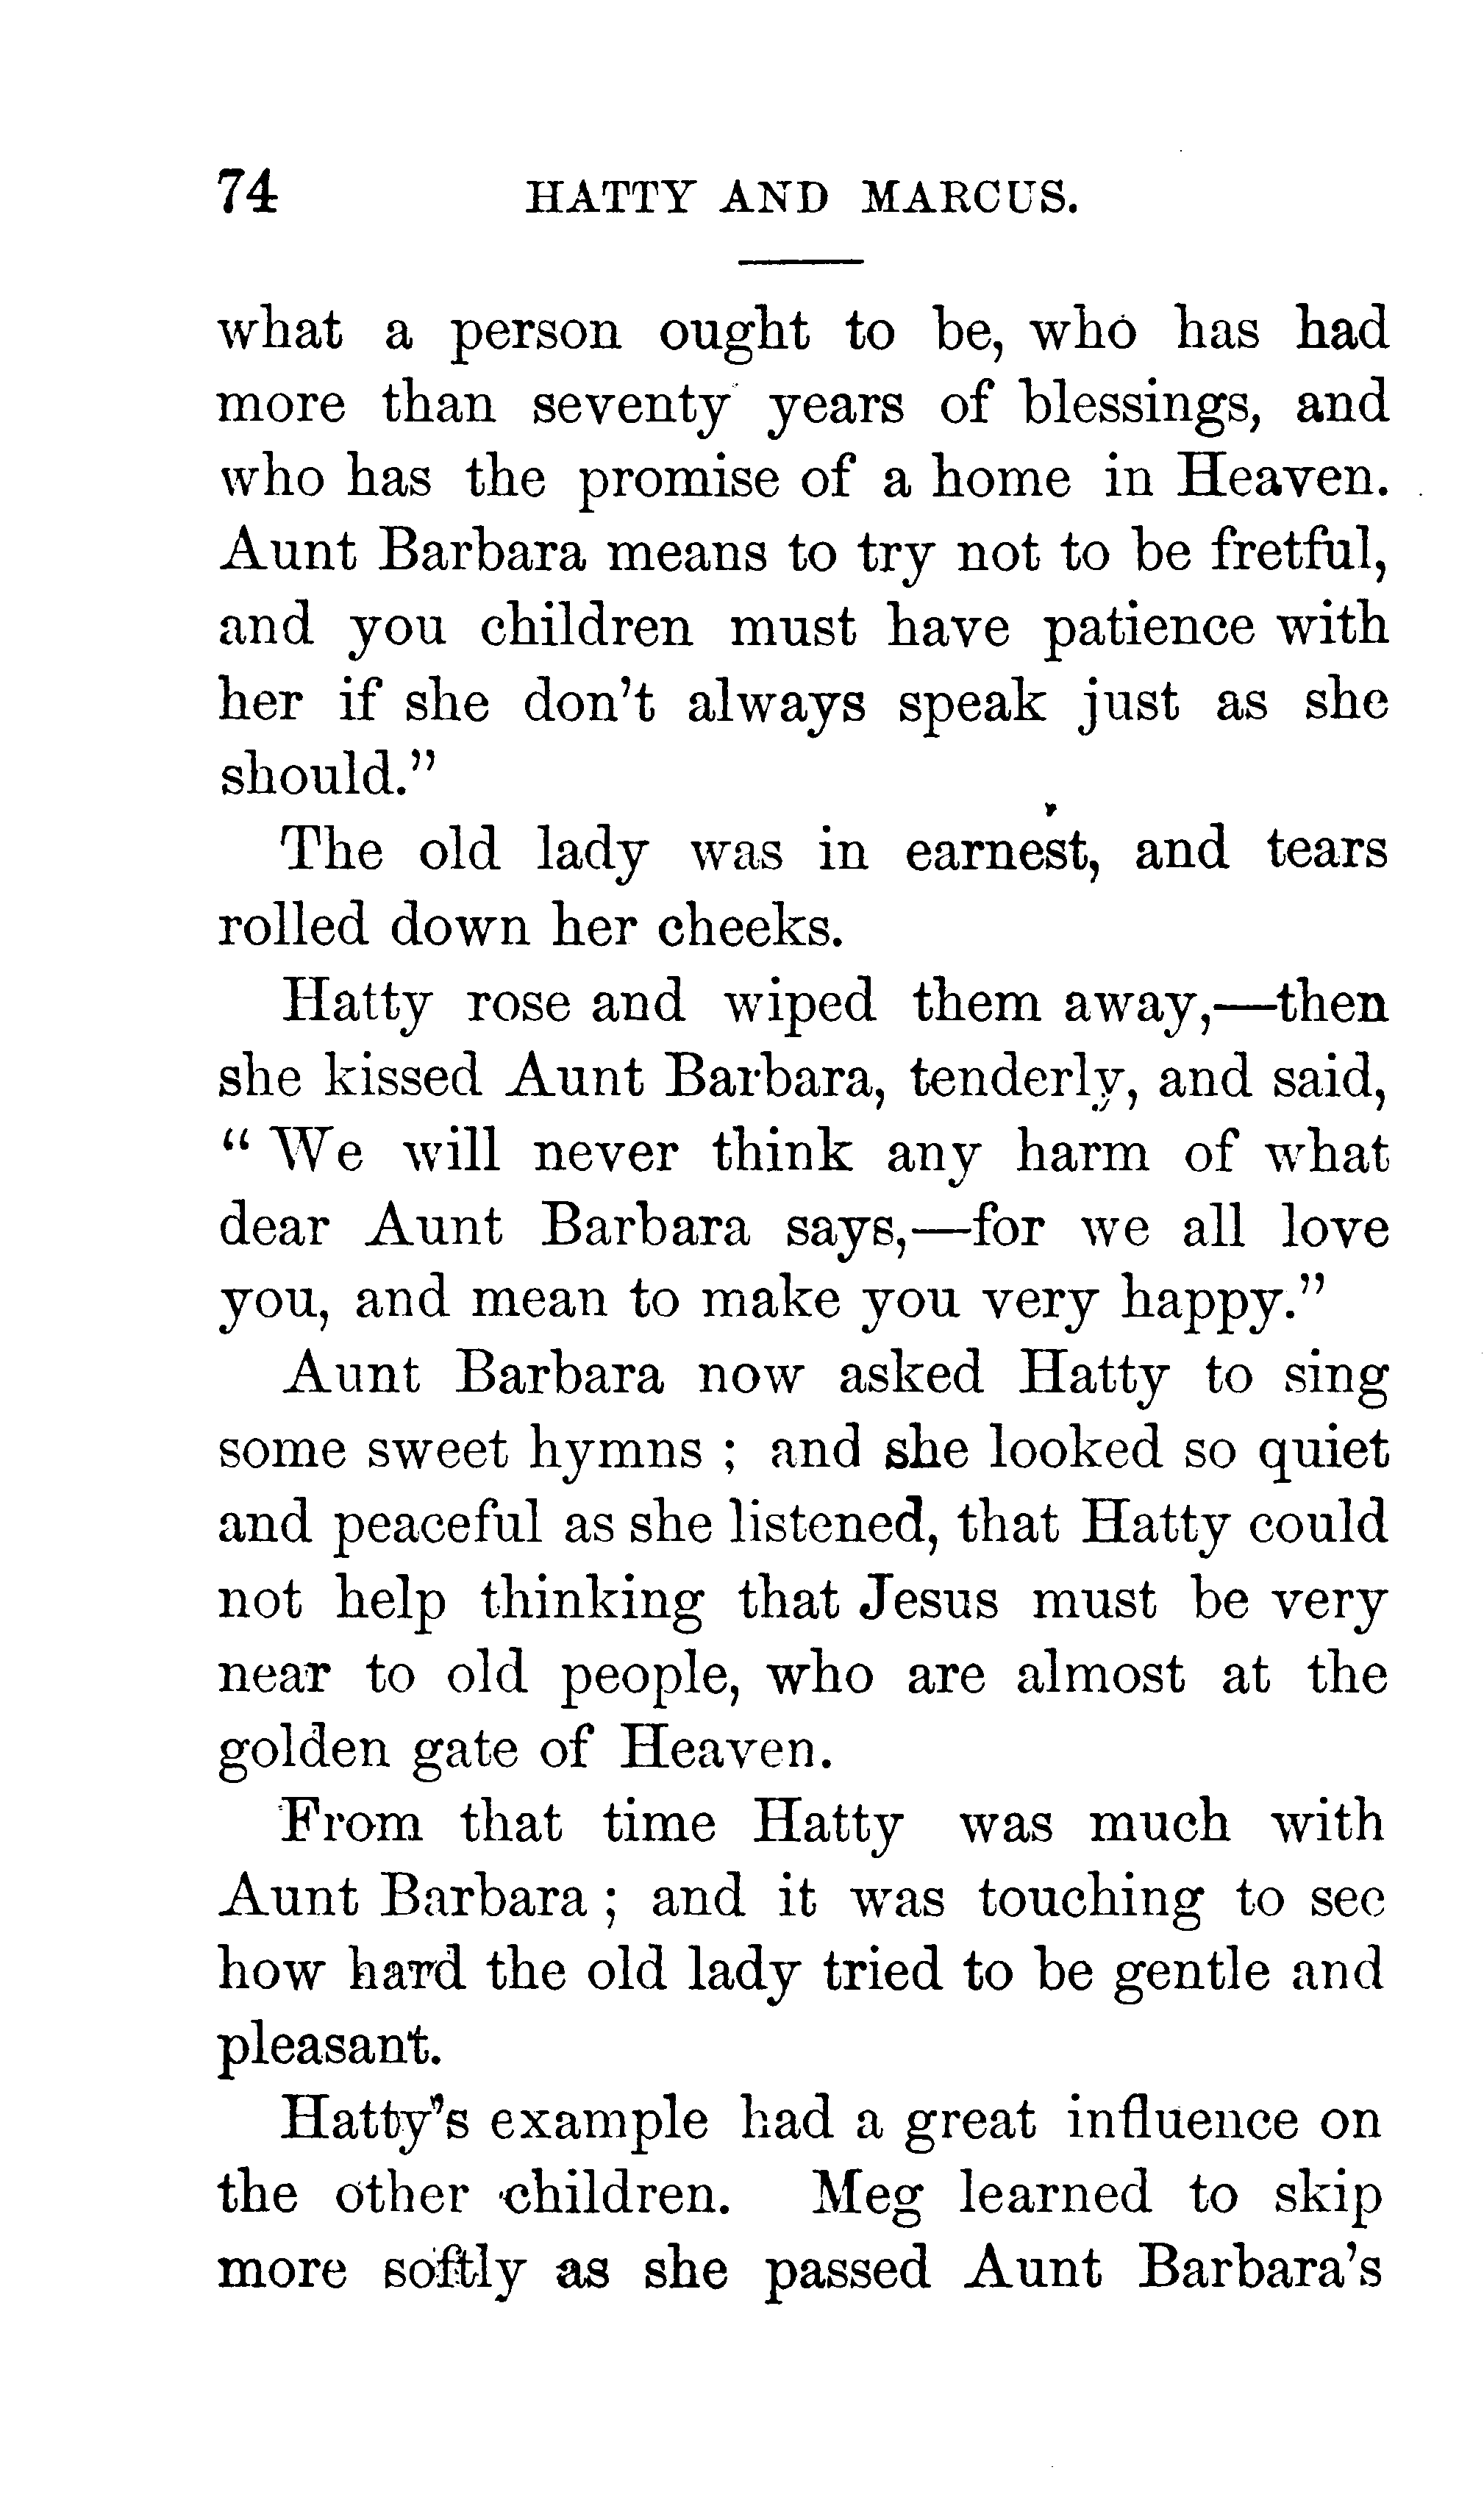 74 HATTY AND MARCUS.
what a person ought to be, who has had
more than seventy years of blessings, and
who has the promise of a home in Heaven.
Aunt Barbara means to try not to be fretful,
and you children must have patience with
her if she don't always speak just as she
should."
The old lady was in earnest, and tears
rolled down her cheeks.
Hatty rose and wiped them away,—then
she kissed Aunt Barbara, tenderly, and said,
"We will never think any harm of what
dear Aunt Barbara says,—for we all love
you, and mean to make you very happy."
Aunt Barbara now asked Hatty to sing
some sweet hymns ; and she looked so quiet
and peaceful as she listened, that Hatty could
not help thinking that Jesus must be very
near to old people, who are almost at the
golden gate of Heaven.
From that time Hatty was much with
Aunt Barbara ; and it was touching to see
how hard the old lady tried to be gentle and
pleasant.
Hatty's example had a great influence on
the other children. Meg learned to skip
more softly as she passed Aunt Barbara's